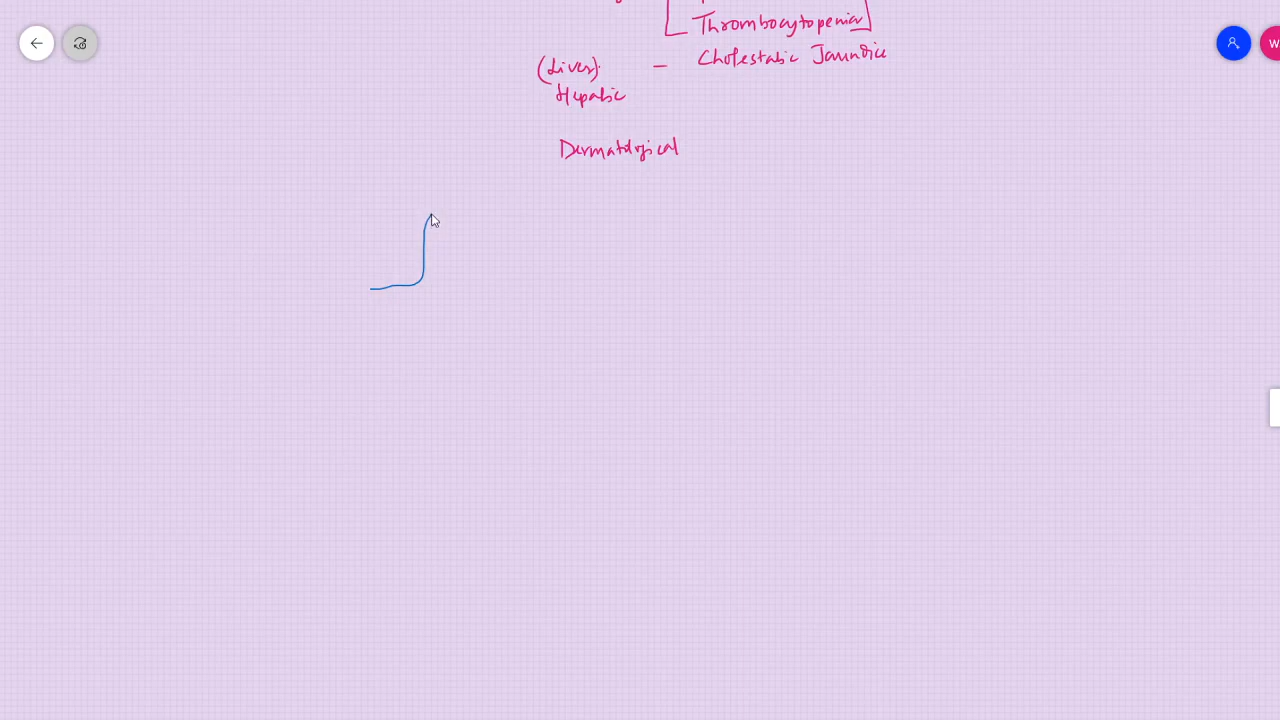 Thrombocytopenia
(Liver). — Cholestatic Jaundice
Hepatic
Dermatological
W